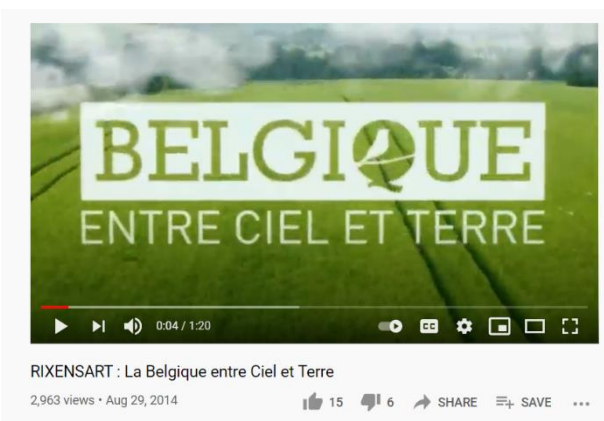 BELGIQUE
ENTRE CIEL ET TERRE
0:04 / 1:20
CC
RIXENSART : La Belgique entre Ciel et Terre
2,963 views • Aug 29, 2014
15
6
SHARE
SAVE